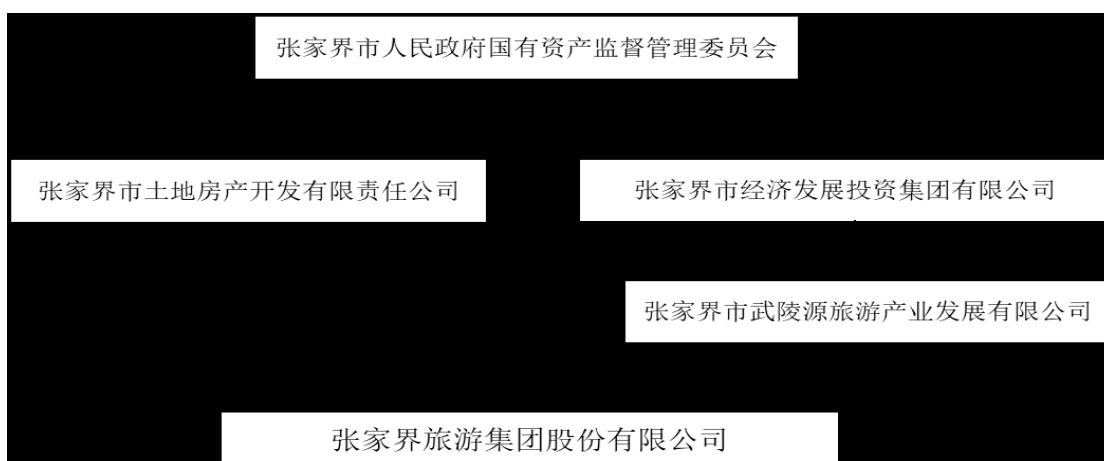 张家界市人民政府国有资产监督管理委员会
张家界市土地房产开发有限责任公司
张家界市经济发展投资集团有限公司
张家界市武陵源旅游产业发展有限公司
张家界旅游集团股份有限公司